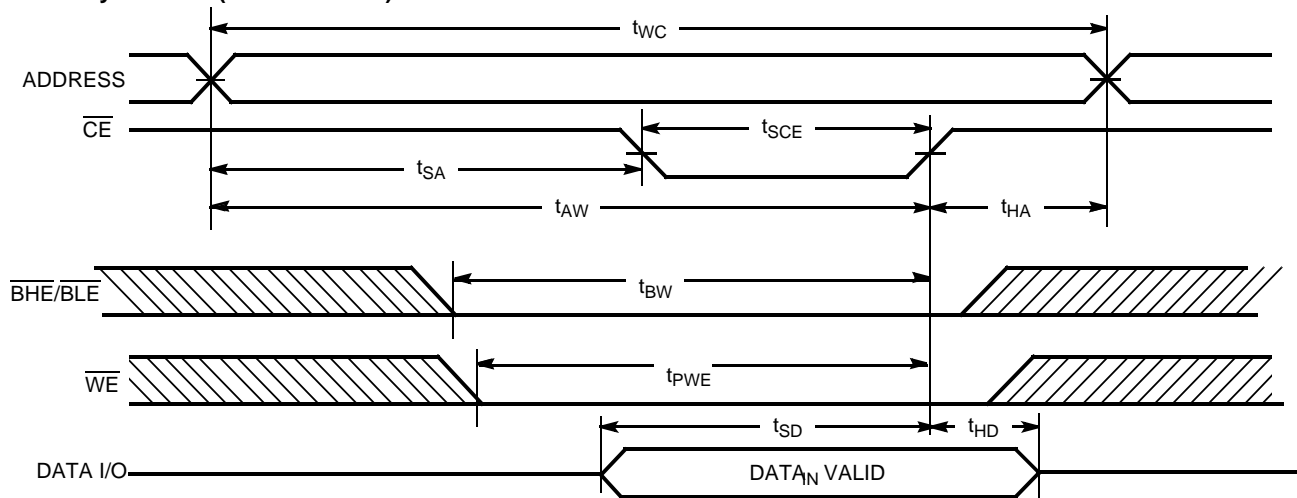 tWC
ADDRESS
CE
tSCE
tSA
tAW
tHA
BHE/BLE
tBW
WE
tPWE
tSD
tHD
DATA I/O
DATAIN VALID